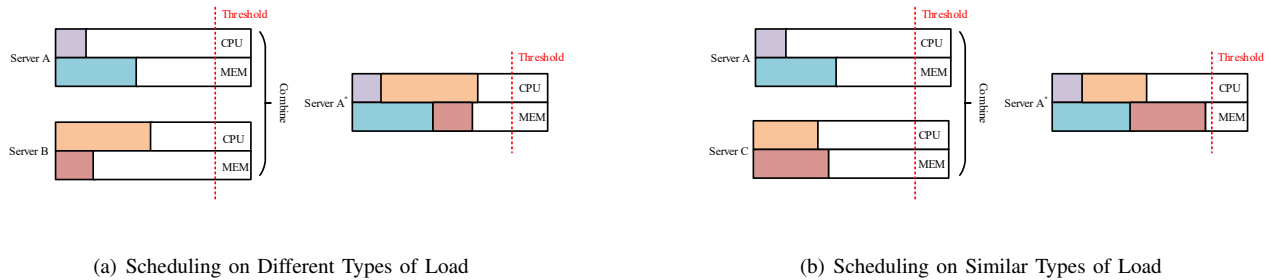 Threshold
Server A
CPU
MEM
Combine
Server B
CPU
MEM
Threshold
Server A*
CPU
MEM
(a) Scheduling on Different Types of Load
Threshold
Server A
CPU
MEM
Combine
Server C
CPU
MEM
Threshold
Server A*
CPU
MEM
(b) Scheduling on Similar Types of Load